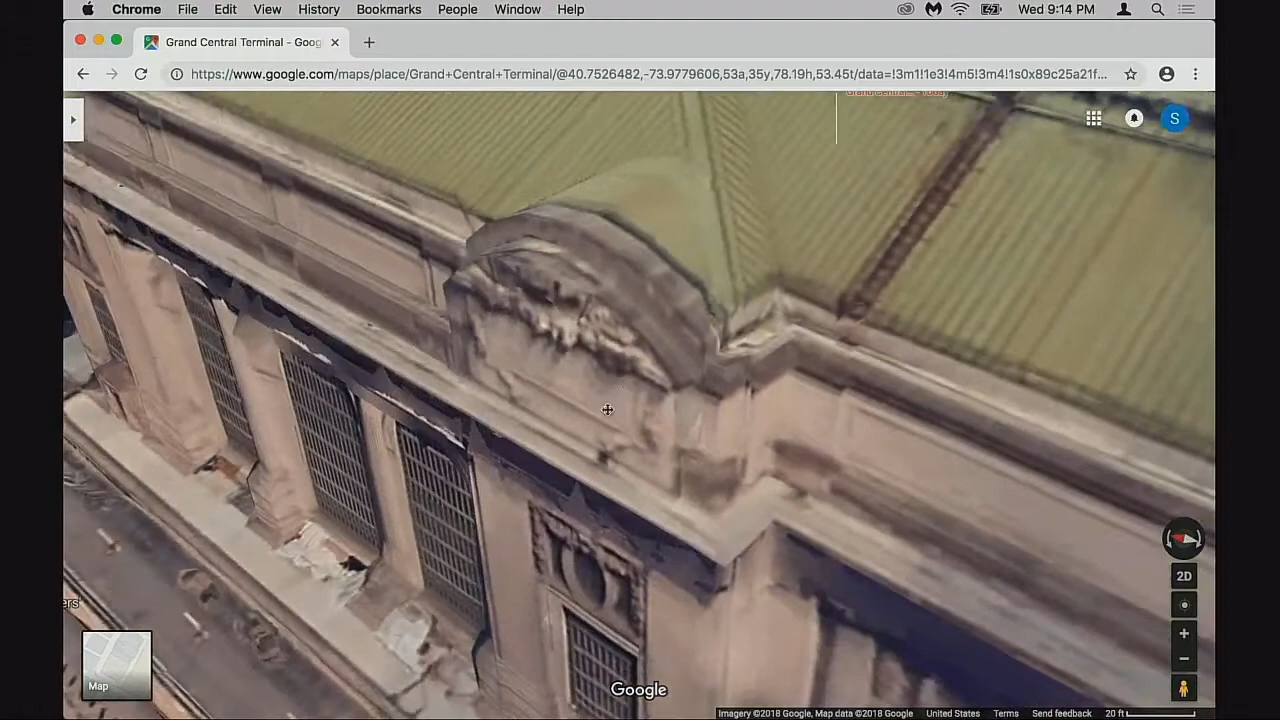 Chrome File Edit View History Bookmarks People Window Help Wed 9:14 PM
Grand Central Terminal - Goog
https://www.google.com/maps/place/Grand+Central+Terminal/@40.7526482,-73.9779606,53a,35y,78.19h,53.45t/data=!3m1!1e3!4m5!3m4!1s0x89c25a21f...
S
2D
ers'
Map
Google
Imagery ©2018 Google, Map data ©2018 Google United States Terms Send feedback 20 ft